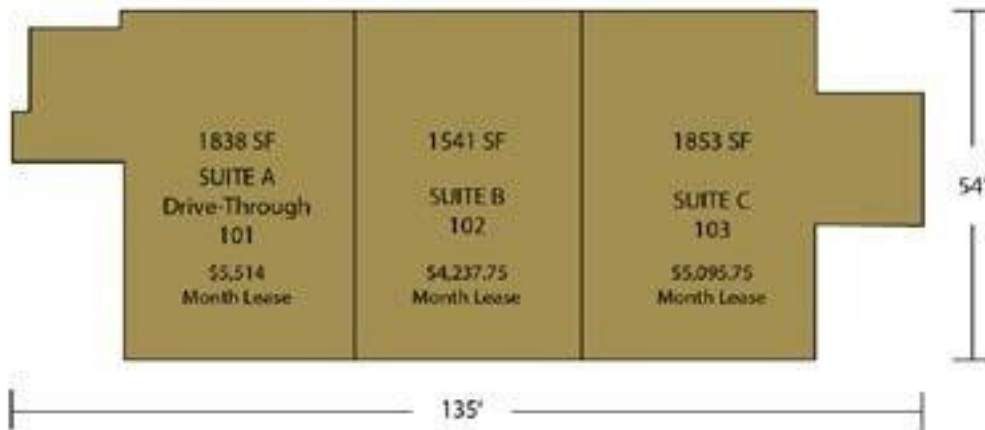 1838 SF
SUITE A
Drive-Through
101
$5,514
Month Lease
1541 SF
SUITE B
102
$4,237.75
Month Lease
1853 SF
SUITE C
103
$5,095.75
Month Lease
54'
135'